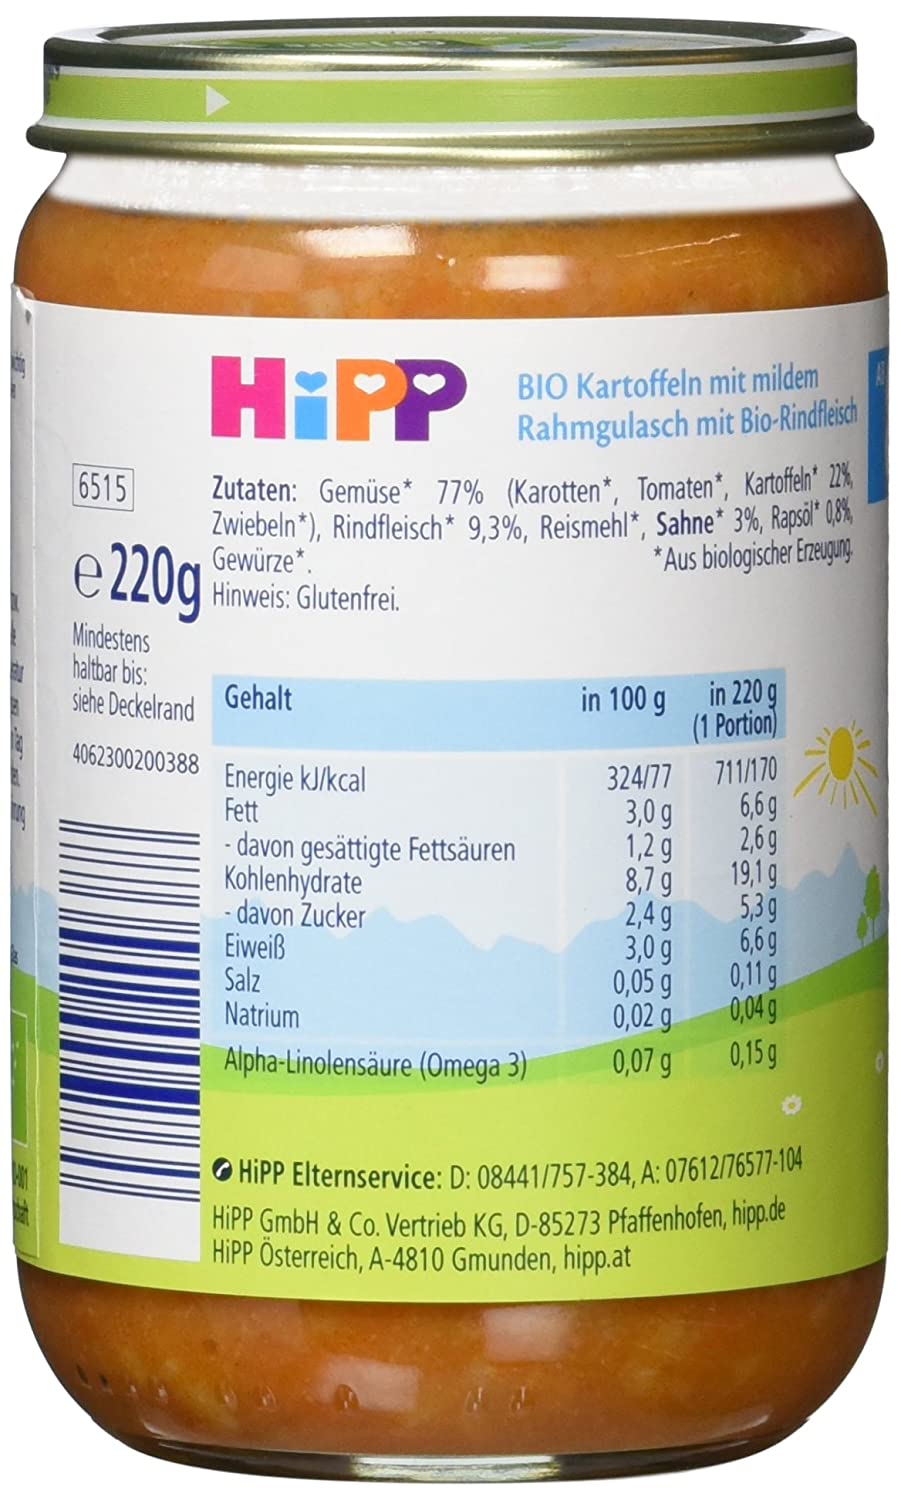 HiPP
BIO Kartoffeln mit mildem
Rahmgulasch mit Bio-Rindfleisch
Zutaten: Gemüse* 77% (Karotten*, Tomaten*, Kartoffeln* 22%,
Zwiebeln*), Rindfleisch* 9,3%, Reismehl*, Sahne* 3%, Rapsöl* 0,8%,
Gewürze*. *Aus biologischer Erzeugung.
Hinweis: Glutenfrei.
6515
e 220g
Mindestens
haltbar bis:
siehe Deckelrand
4062300200388
Gehalt in 100 g in 220 g
(1 Portion)
Energie kJ/kcal 324/77 711/170
Fett 3,0 g 6,6 g
- davon gesättigte Fettsäuren 1,2 g 2,6 g
Kohlenhydrate 8,7 g 19,1 g
- davon Zucker 2,4 g 5,3 g
Eiweiß 3,0 g 6,6 g
Salz 0,05 g 0,11 g
Natrium 0,02 g 0,04 g
Alpha-Linolensäure (Omega 3) 0,07 g 0,15 g
HiPP Elternservice: D: 08441/757-384, A: 07612/76577-104
HiPP GmbH & Co. Vertrieb KG, D-85273 Pfaffenhofen, hipp.de
HiPP Österreich, A-4810 Gmunden, hipp.at